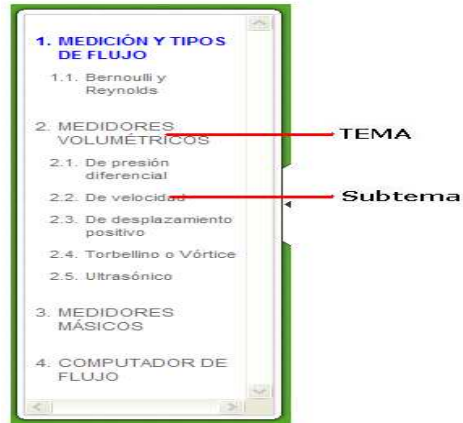 1. MEDICIÓN Y TIPOS
DE FLUJO
1.1. Bernoulli y
Reynolds
2. MEDIDORES
VOLUMÉTRICOS
TEMA
2.1. De presión
diferencial
2.2. De velocidad
Subtema
2.3. De desplazamiento
positivo
2.4. Torbellino o Vórtice
2.5. Ultrasónico
3. MEDIDORES
MÁSICOS
4. COMPUTADOR DE
FLUJO